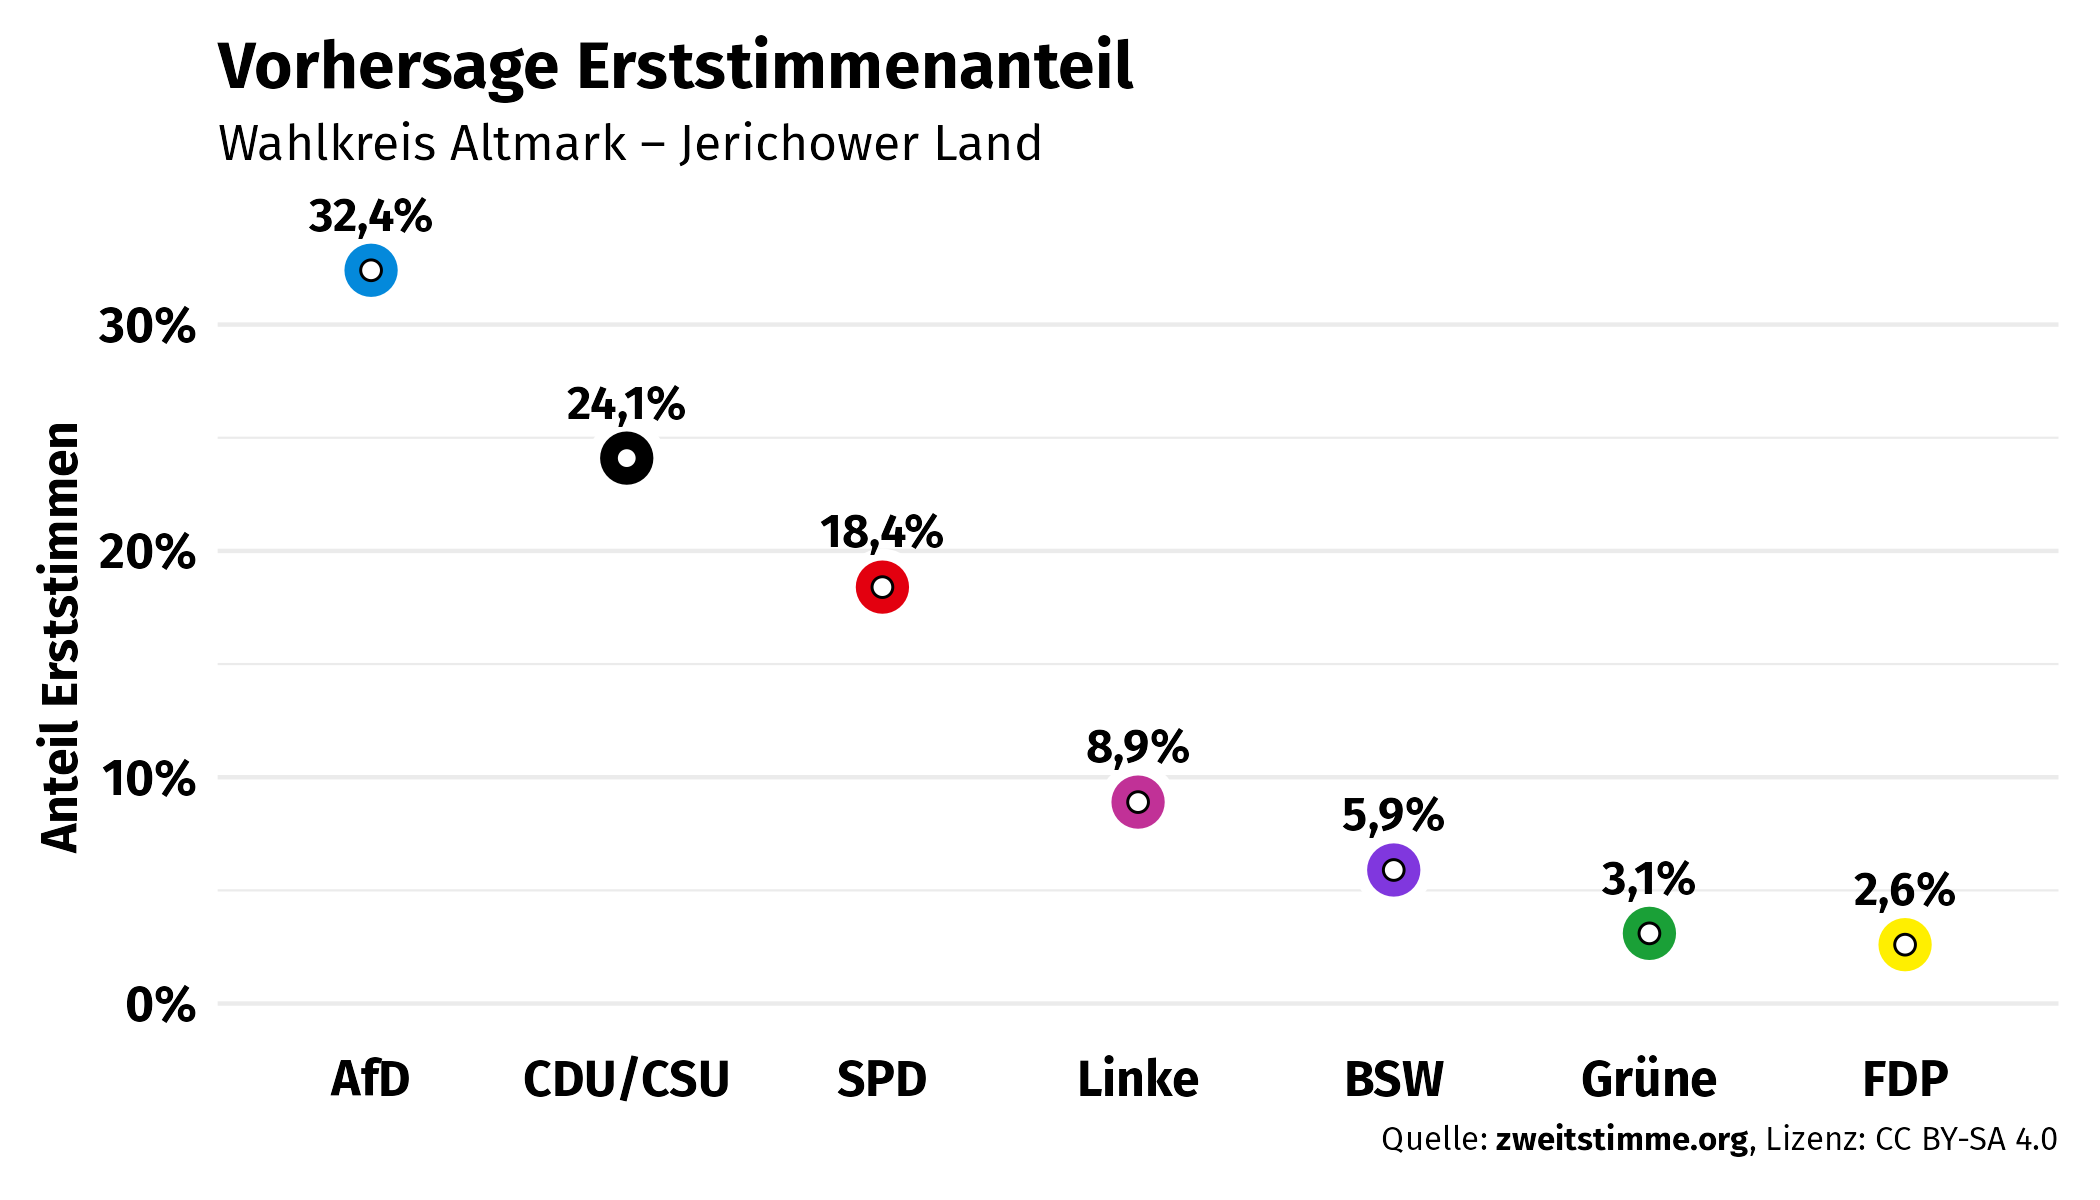 Vorhersage Erststimmenanteil
Wahlkreis Altmark – Jerichower Land
32,4%
30%
24,1%
18,4%
20%
8,9%
10%
5,9%
3,1%
2,6%
0%
Anteil Erststimmen
AfD CDU/CSU SPD Linke BSW Grüne FDP
Quelle: zweitstimme.org, Lizenz: CC BY-SA 4.0